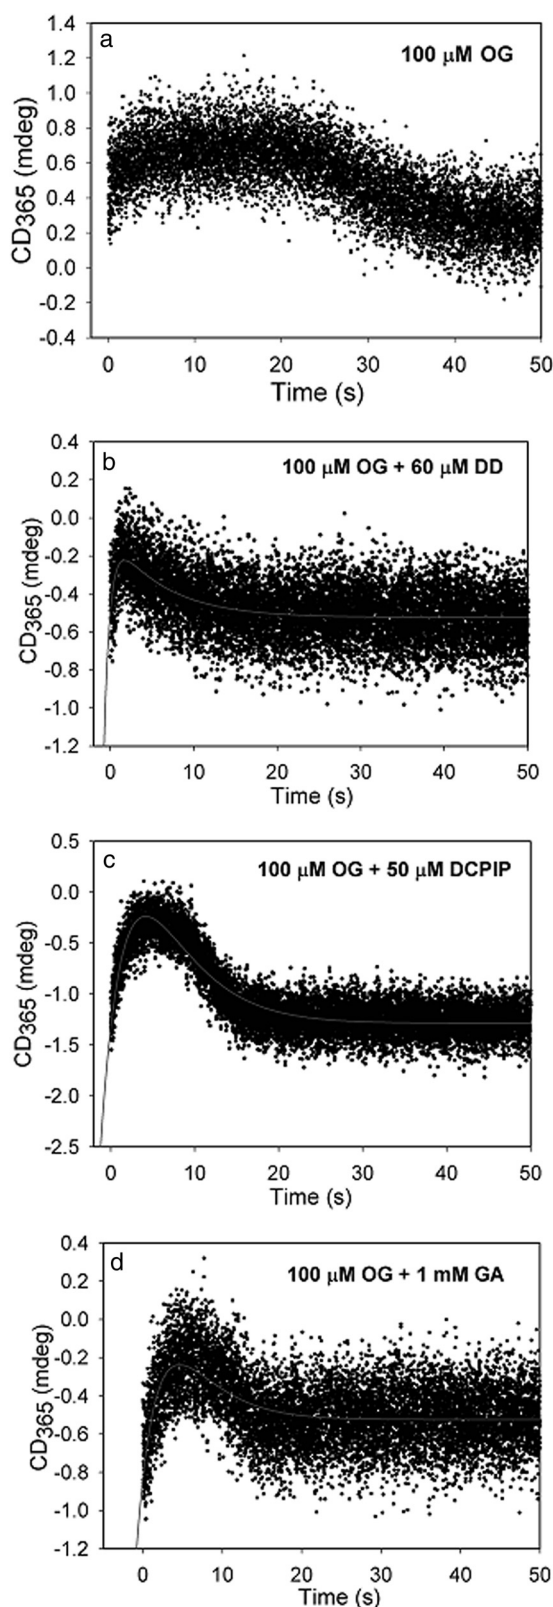 a
100 μM OG
1.4
1.2
1.0
0.8
0.6
0.4
0.2
0.0
-0.2
-0.4
CD365 (mdeg)
0 10 20 30 40 50
Time (s)
b
100 μM OG + 60 μM DD
0.4
0.2
0.0
-0.2
-0.4
-0.6
-0.8
-1.0
-1.2
CD365 (mdeg)
0 10 20 30 40 50
Time (s)
c
100 μM OG + 50 μM DCPIP
0.5
0.0
-0.5
-1.0
-1.5
-2.0
-2.5
CD365 (mdeg)
0 10 20 30 40 50
Time (s)
d
100 μM OG + 1 mM GA
0.4
0.2
0.0
-0.2
-0.4
-0.6
-0.8
-1.0
-1.2
CD365 (mdeg)
0 10 20 30 40 50
Time (s)